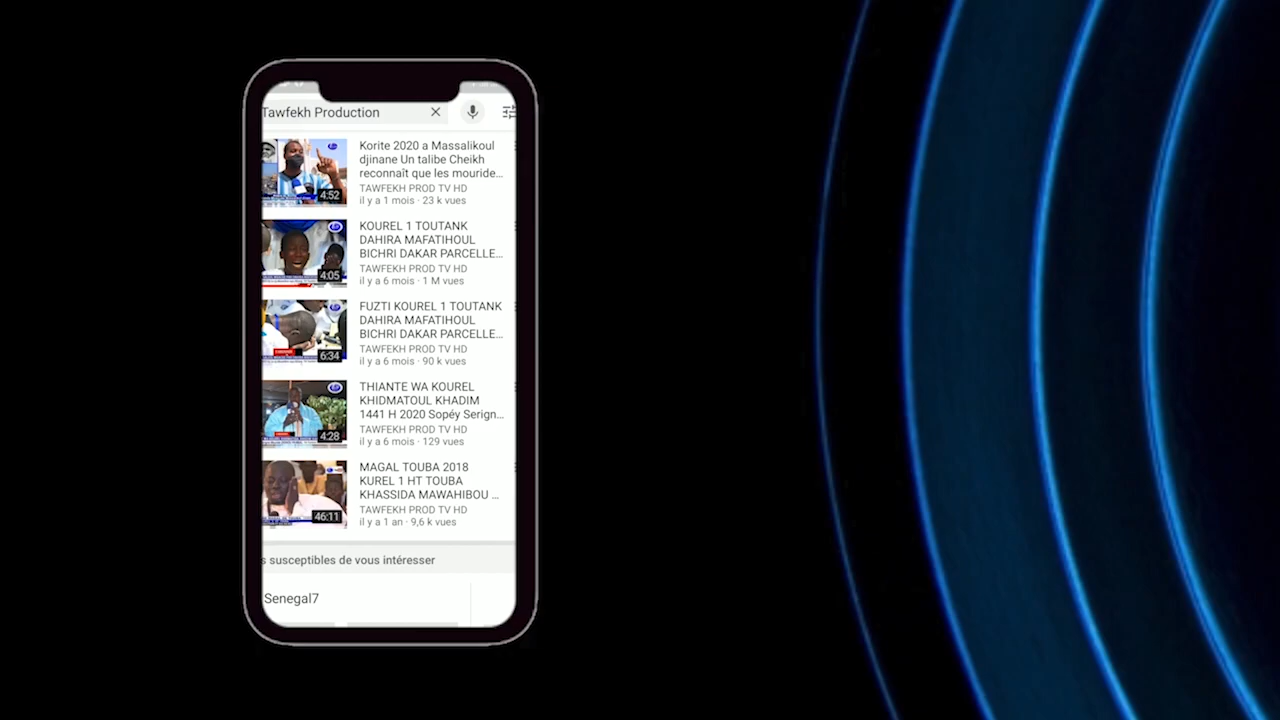 Tawfekh Production
Korite 2020 a Massalikoul
djinane Un talibe Cheikh
reconnaît que les mouride...
TAWFEKH PROD TV HD
il y a 1 mois · 23 k vues
4:52
KOUREL 1 TOUTANK
DAHIRA MAFATIHOUL
BICHRI DAKAR PARCELLE...
TAWFEKH PROD TV HD
il y a 6 mois · 1 M vues
4:05
FUZTI KOUREL 1 TOUTANK
DAHIRA MAFATIHOUL
BICHRI DAKAR PARCELLE...
TAWFEKH PROD TV HD
il y a 6 mois · 90 k vues
6:34
THIANTE WA KOUREL
KHIDMATOUL KHADIM
1441 H 2020 Sopéy Serign...
TAWFEKH PROD TV HD
il y a 6 mois · 129 vues
4:28
MAGAL TOUBA 2018
KUREL 1 HT TOUBA
KHASSIDA MAWAHIBOU ...
TAWFEKH PROD TV HD
il y a 1 an · 9,6 k vues
46:11
s susceptibles de vous intéresser
Senegal7